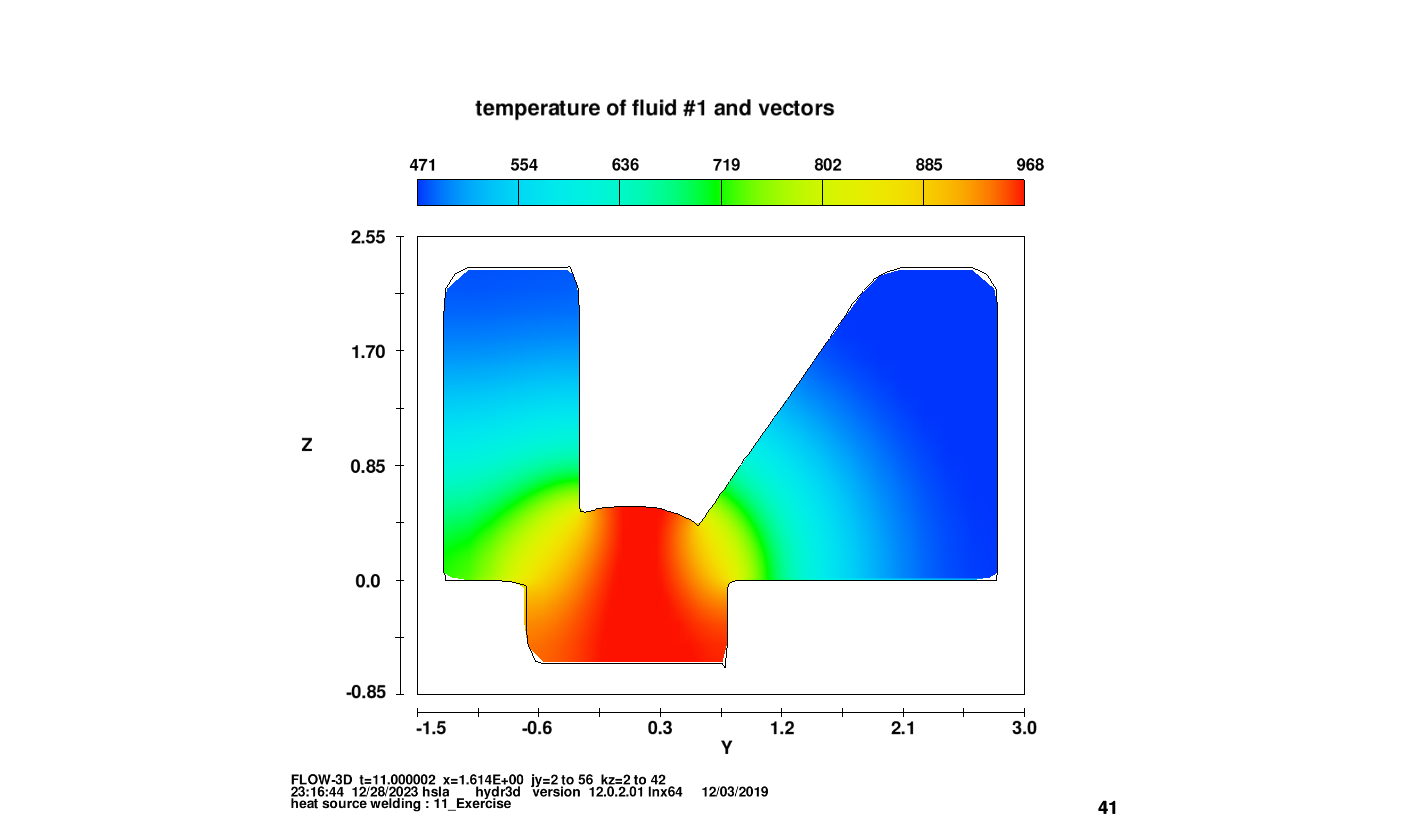 temperature of fluid #1 and vectors
471 554 636 719 802 885 968
2.55
1.70
Z
0.85
0.0
-0.85
-1.5 -0.6 0.3 1.2 2.1 3.0
Y
FLOW-3D t=11.000002 x=1.614E+00 jy=2 to 56 kz=2 to 42
23:16:44 12/28/2023 hsla hydr3d version 12.0.2.01 lnx64 12/03/2019
heat source welding : 11_Exercise
41